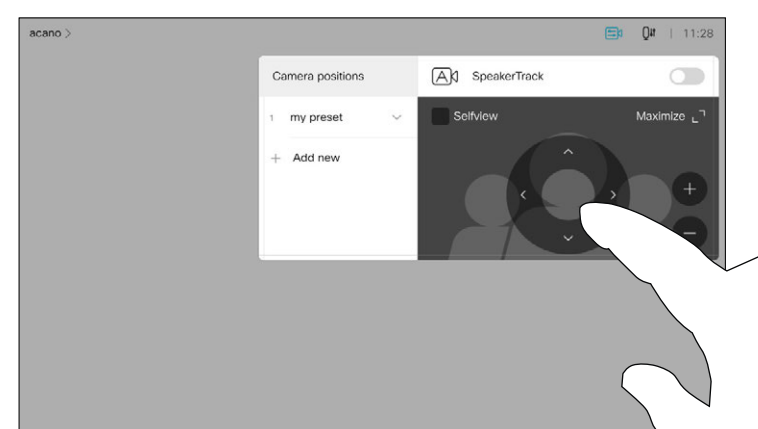 acano >
11:28
Camera positions
A SpeakerTrack
1 my preset
Selfview
Maximize
+ Add new
+
−